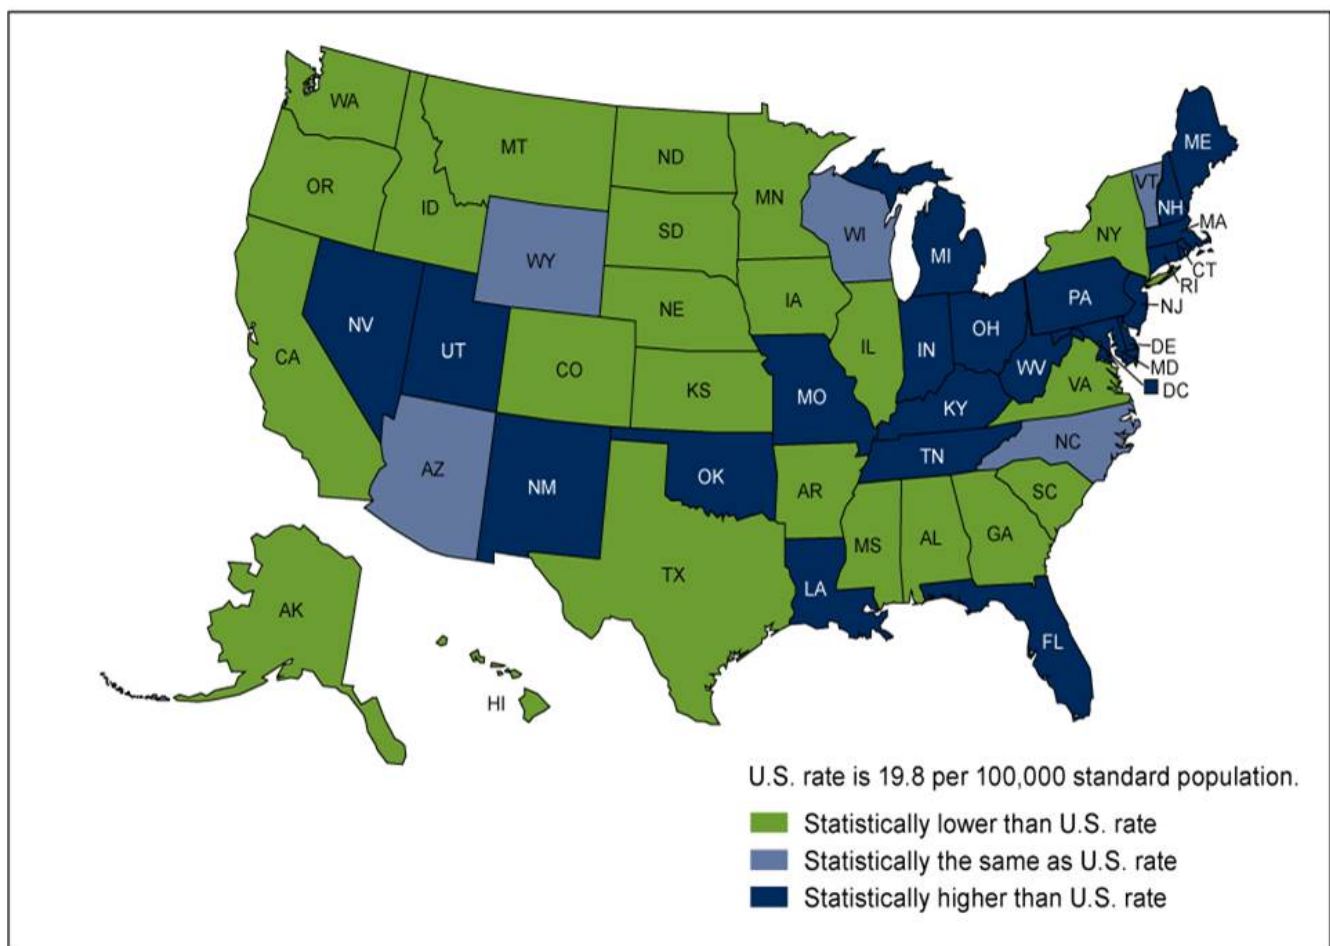 WA
MT
ND
ME
OR
ID
MN
VT
NH
SD
WI
MA
NY
WY
MI
CT
RI
IA
PA
NJ
NE
NV
OH
UT
IL
IN
DE
CA
CO
MD
WV
VA
DC
KS
MO
KY
NC
TN
AZ
OK
NM
AR
SC
GA
MS
AL
TX
LA
AK
FL
HI
U.S. rate is 19.8 per 100,000 standard population.
Statistically lower than U.S. rate
Statistically the same as U.S. rate
Statistically higher than U.S. rate